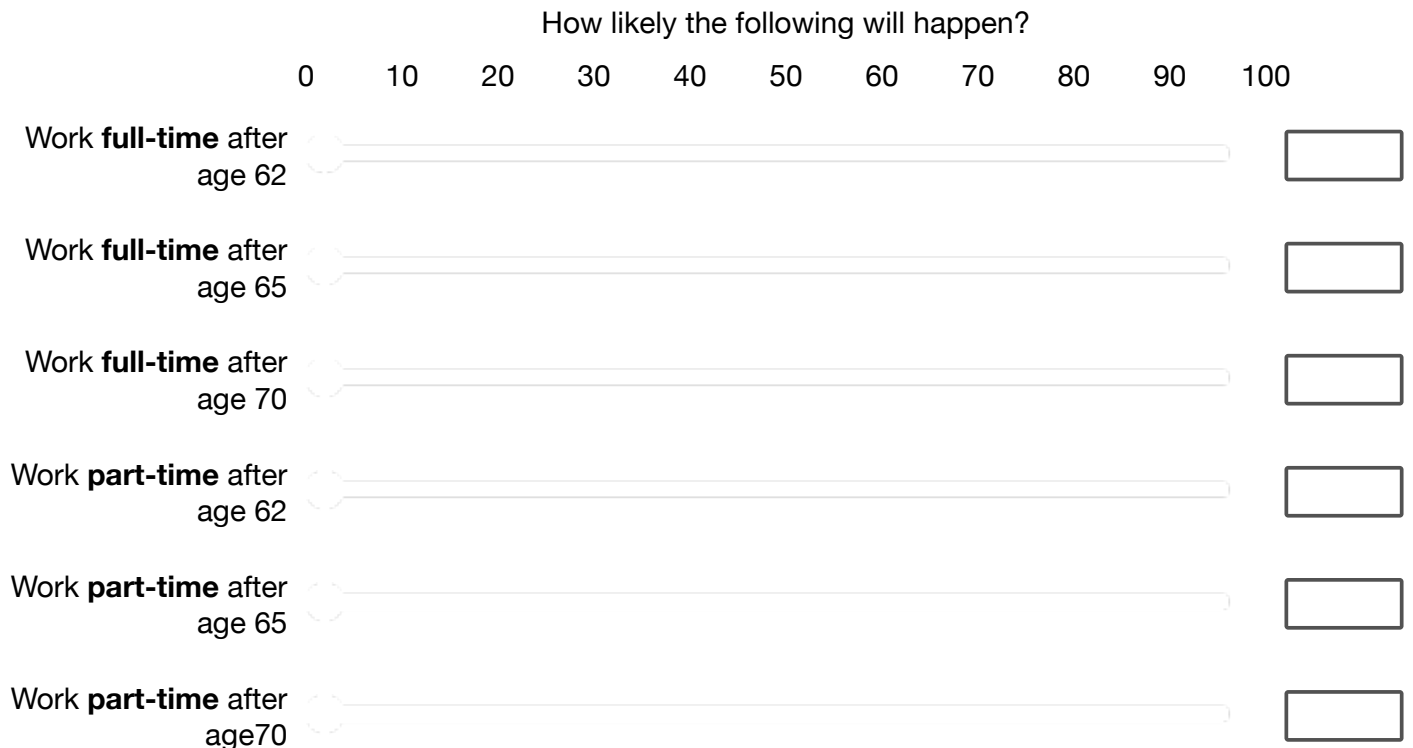 How likely the following will happen?
0 10 20 30 40 50 60 70 80 90 100
Work full-time after
age 62
Work full-time after
age 65
Work full-time after
age 70
Work part-time after
age 62
Work part-time after
age 65
Work part-time after
age70